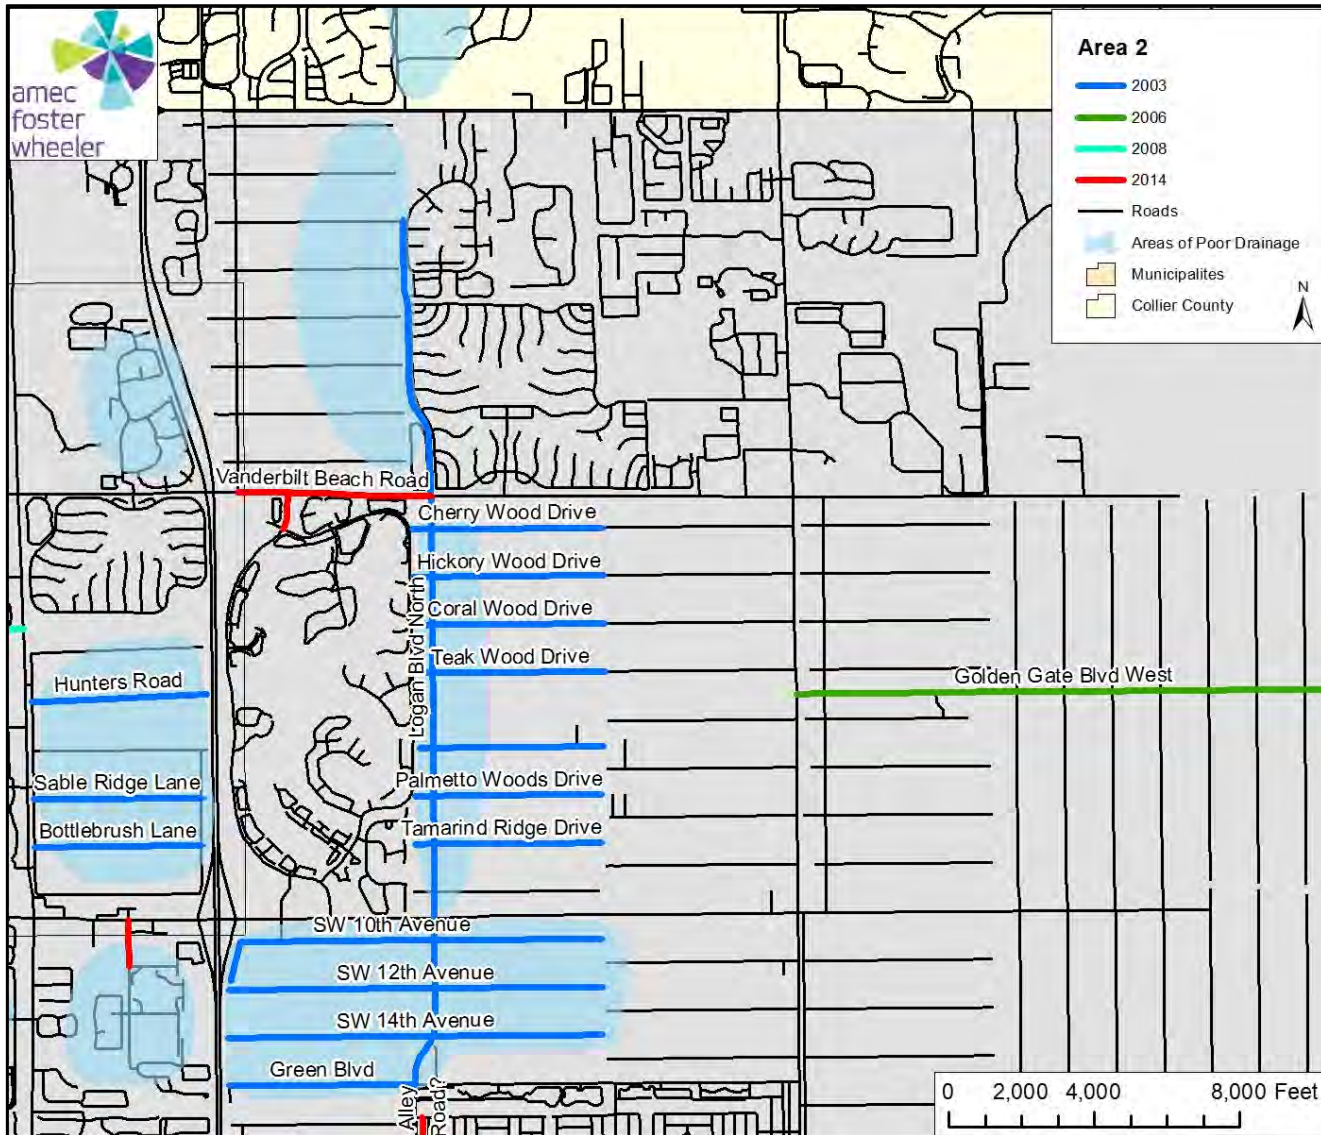 amec
foster
wheeler
Area 2
2003
2006
2008
2014
Roads
Areas of Poor Drainage
Municipalites
Collier County
N
Vanderbilt Beach Road
Cherry Wood Drive
Hickory Wood Drive
Coral Wood Drive
Logan Blvd North
Teak Wood Drive
Golden Gate Blvd West
Hunters Road
Sable Ridge Lane
Palmetto Woods Drive
Bottlebrush Lane
Tamarind Ridge Drive
SW 10th Avenue
SW 12th Avenue
SW 14th Avenue
Green Blvd
Alley
Road?
0 2,000 4,000 8,000 Feet